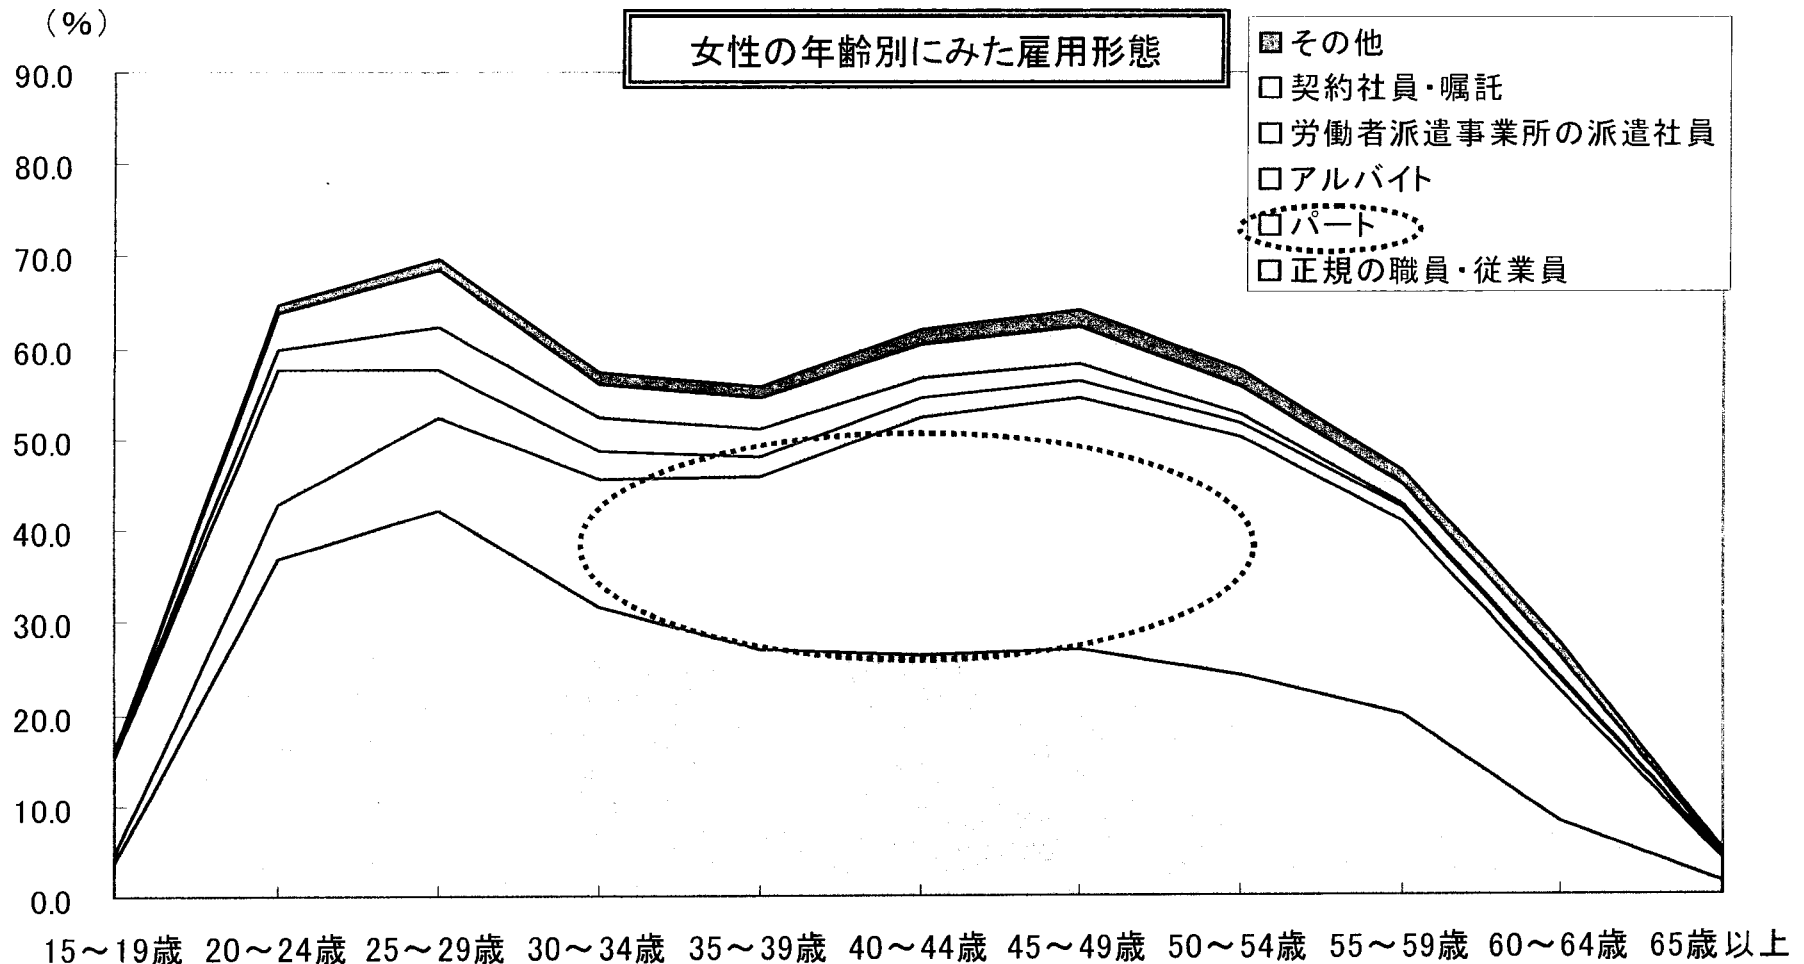 (%)
女性の年齢別にみた雇用形態
その他
契約社員・嘱託
労働者派遣事業所の派遣社員
アルバイト
パート
正規の職員・従業員
90.0
80.0
70.0
60.0
50.0
40.0
30.0
20.0
10.0
0.0
15～19歳 20～24歳 25～29歳 30～34歳 35～39歳 40～44歳 45～49歳 50～54歳 55～59歳 60～64歳 65歳以上